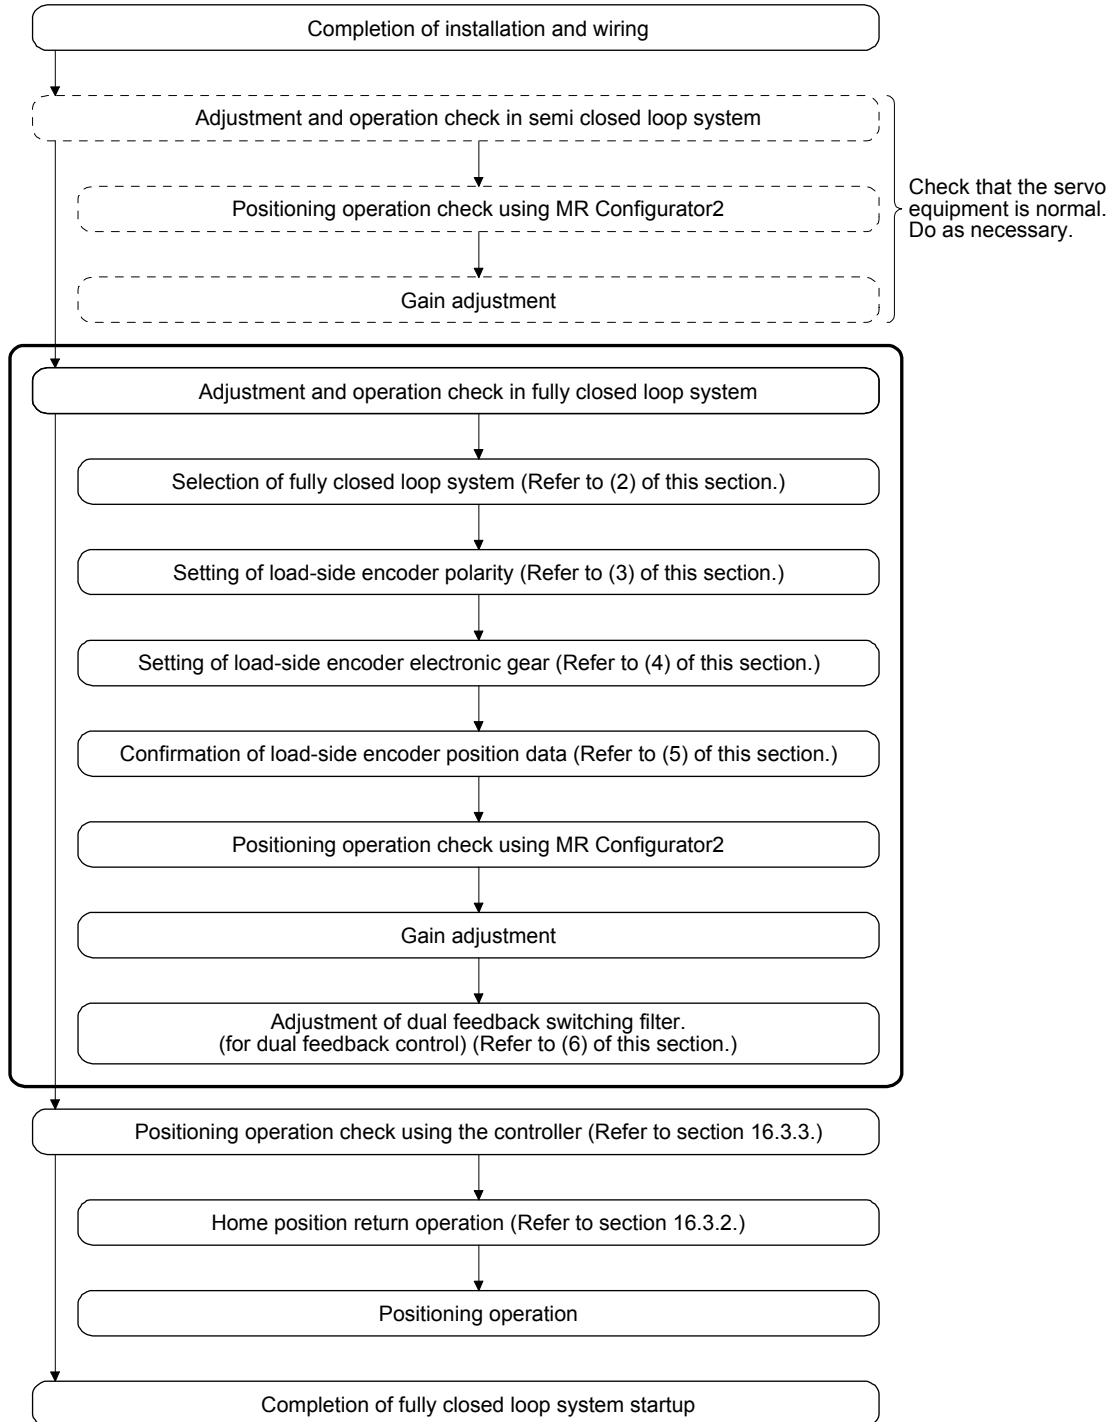 Completion of installation and wiring
Adjustment and operation check in semi closed loop system
Positioning operation check using MR Configurator2
Gain adjustment
Check that the servo
equipment is normal.
Do as necessary.
Adjustment and operation check in fully closed loop system
Selection of fully closed loop system (Refer to (2) of this section.)
Setting of load-side encoder polarity (Refer to (3) of this section.)
Setting of load-side encoder electronic gear (Refer to (4) of this section.)
Confirmation of load-side encoder position data (Refer to (5) of this section.)
Positioning operation check using MR Configurator2
Gain adjustment
Adjustment of dual feedback switching filter.
(for dual feedback control) (Refer to (6) of this section.)
Positioning operation check using the controller (Refer to section 16.3.3.)
Home position return operation (Refer to section 16.3.2.)
Positioning operation
Completion of fully closed loop system startup